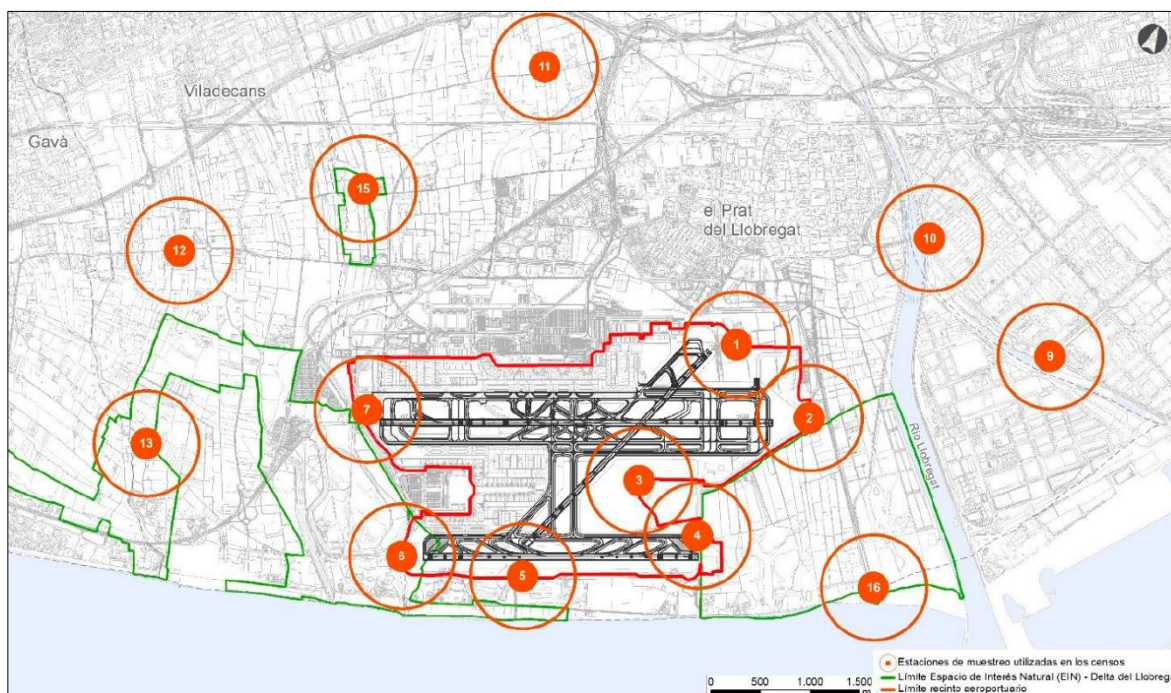 11
Viladecans
Gavà
15
el Prat
del Llobregat
12
10
1
9
7
2
13
Río Llobregat
3
4
6
5
16
0 500 1.000 1.500
m
Estaciones de muestreo utilizadas en los censos
Límite Espacio de Interés Natural (EIN) - Delta del Llobreg
Límite recinto aeroportuario